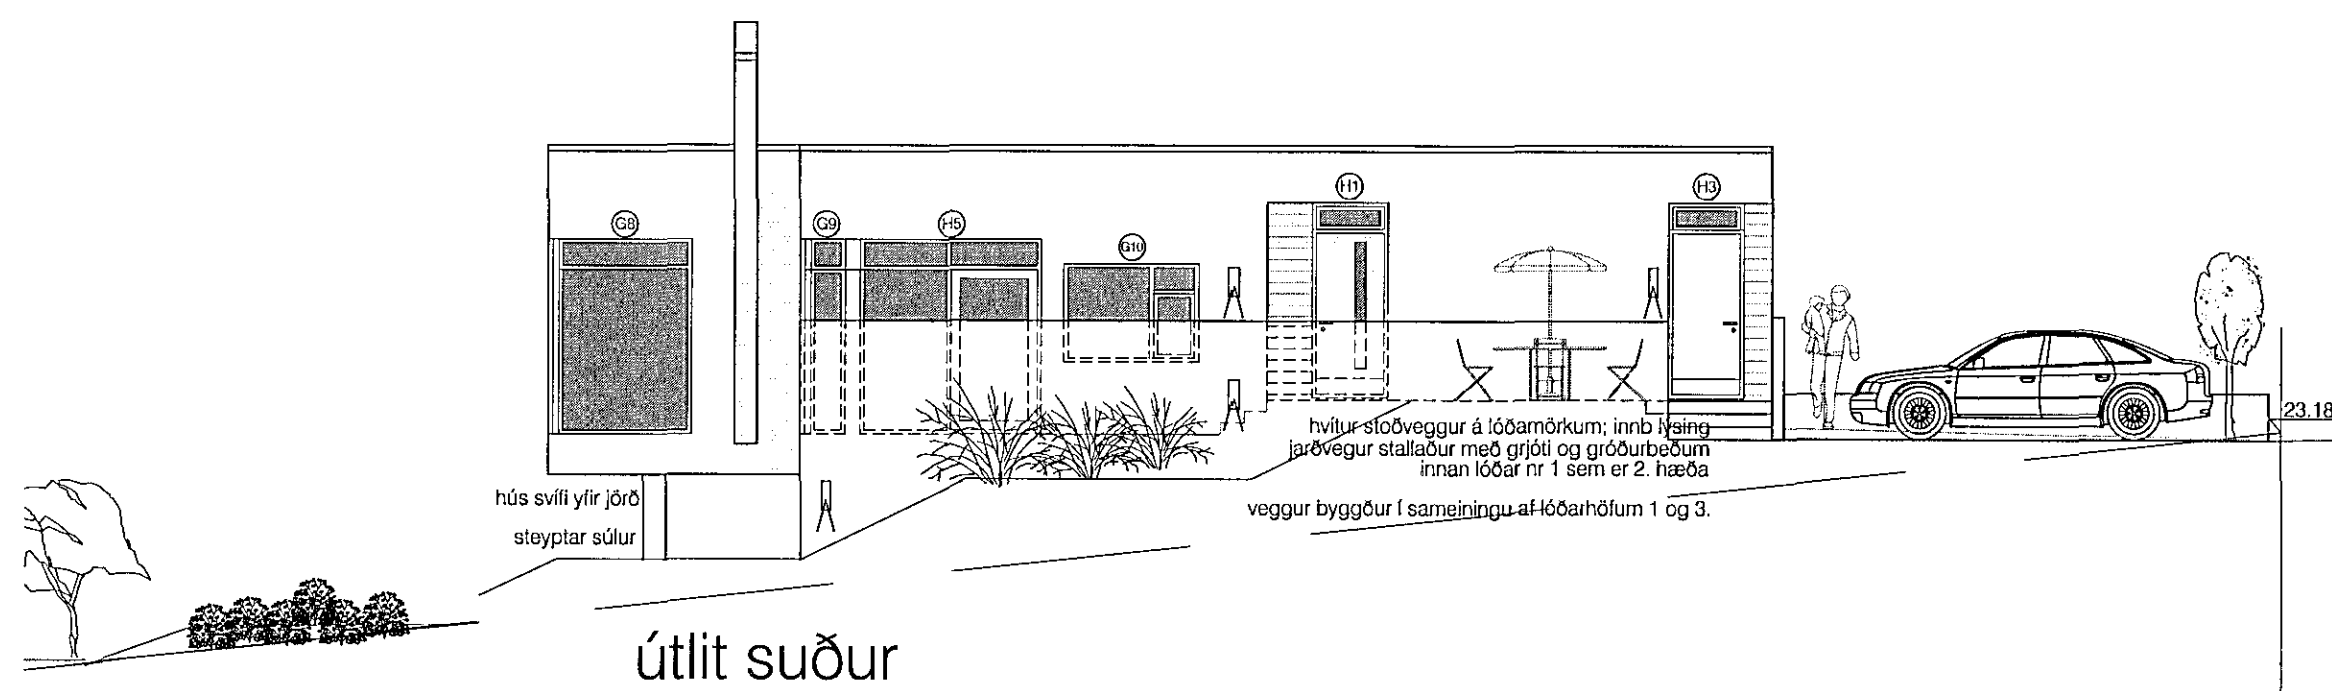 H1
H3
G8
G9
H5
G10
23.18
hvítur stoðveggur á lóðamörkum; innb lýsing
jarðvegur stallaður með grjóti og gróðurbeðum
innan lóðar nr 1 sem er 2. hæða
hús svífi yfir jörð
veggur byggður í sameiningu af lóðarhöfum 1 og 3.
steyptar súlur
útlit suður